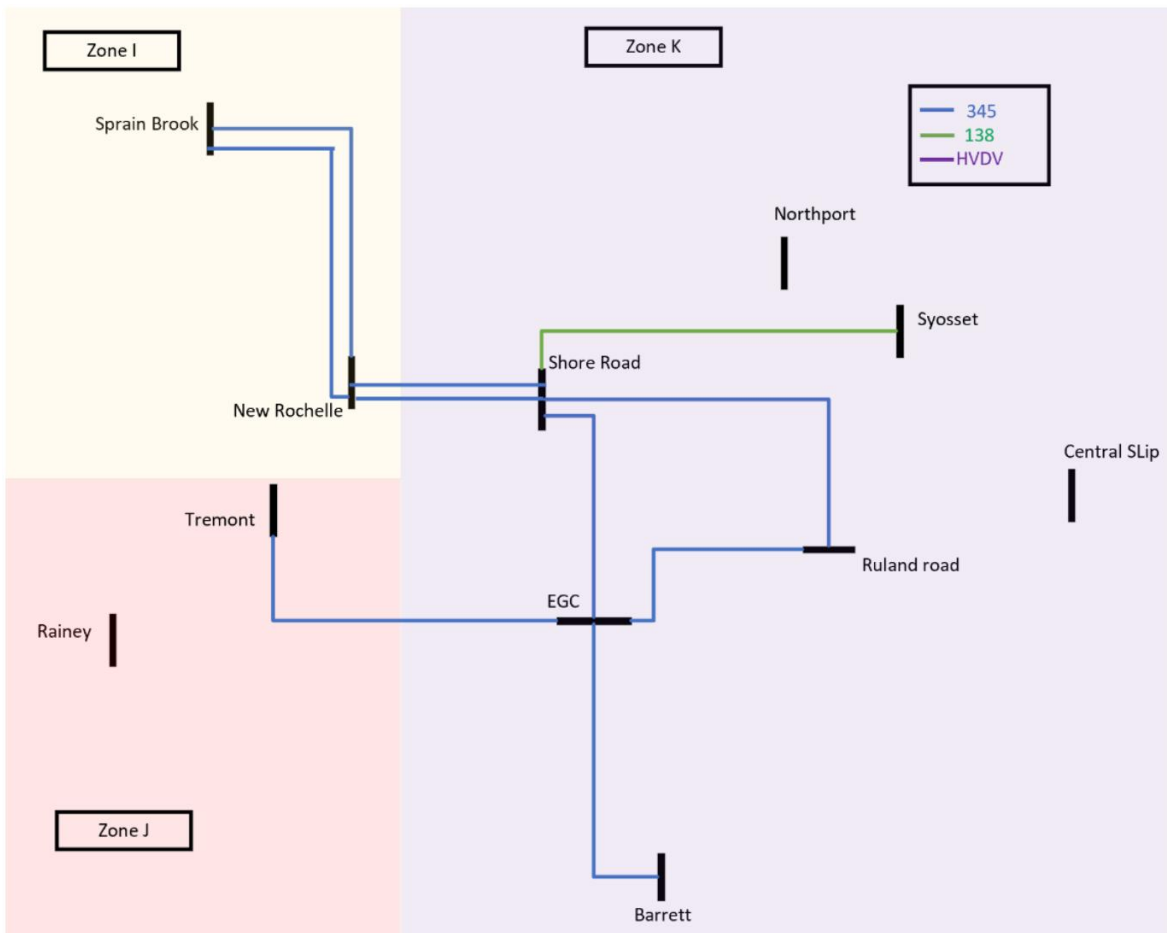 Zone I
Zone K
Sprain Brook
345
138
HVDV
Northport
Syosset
Shore Road
New Rochelle
Central SLip
Tremont
Ruland road
EGC
Rainey
Zone J
Barrett